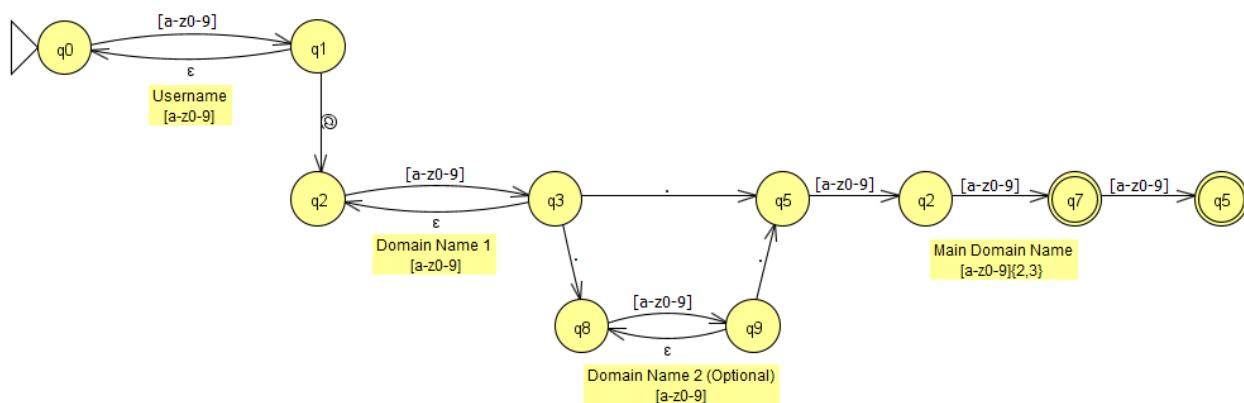 [a-z0-9]
q0
q1
ε
Username
[a-z0-9]
@
[a-z0-9]
.
[a-z0-9]
[a-z0-9]
[a-z0-9]
q2
q3
q5
q2
q7
q5
ε
Domain Name 1
[a-z0-9]
.
.
Main Domain Name
[a-z0-9]{2,3}
[a-z0-9]
q8
q9
ε
Domain Name 2 (Optional)
[a-z0-9]